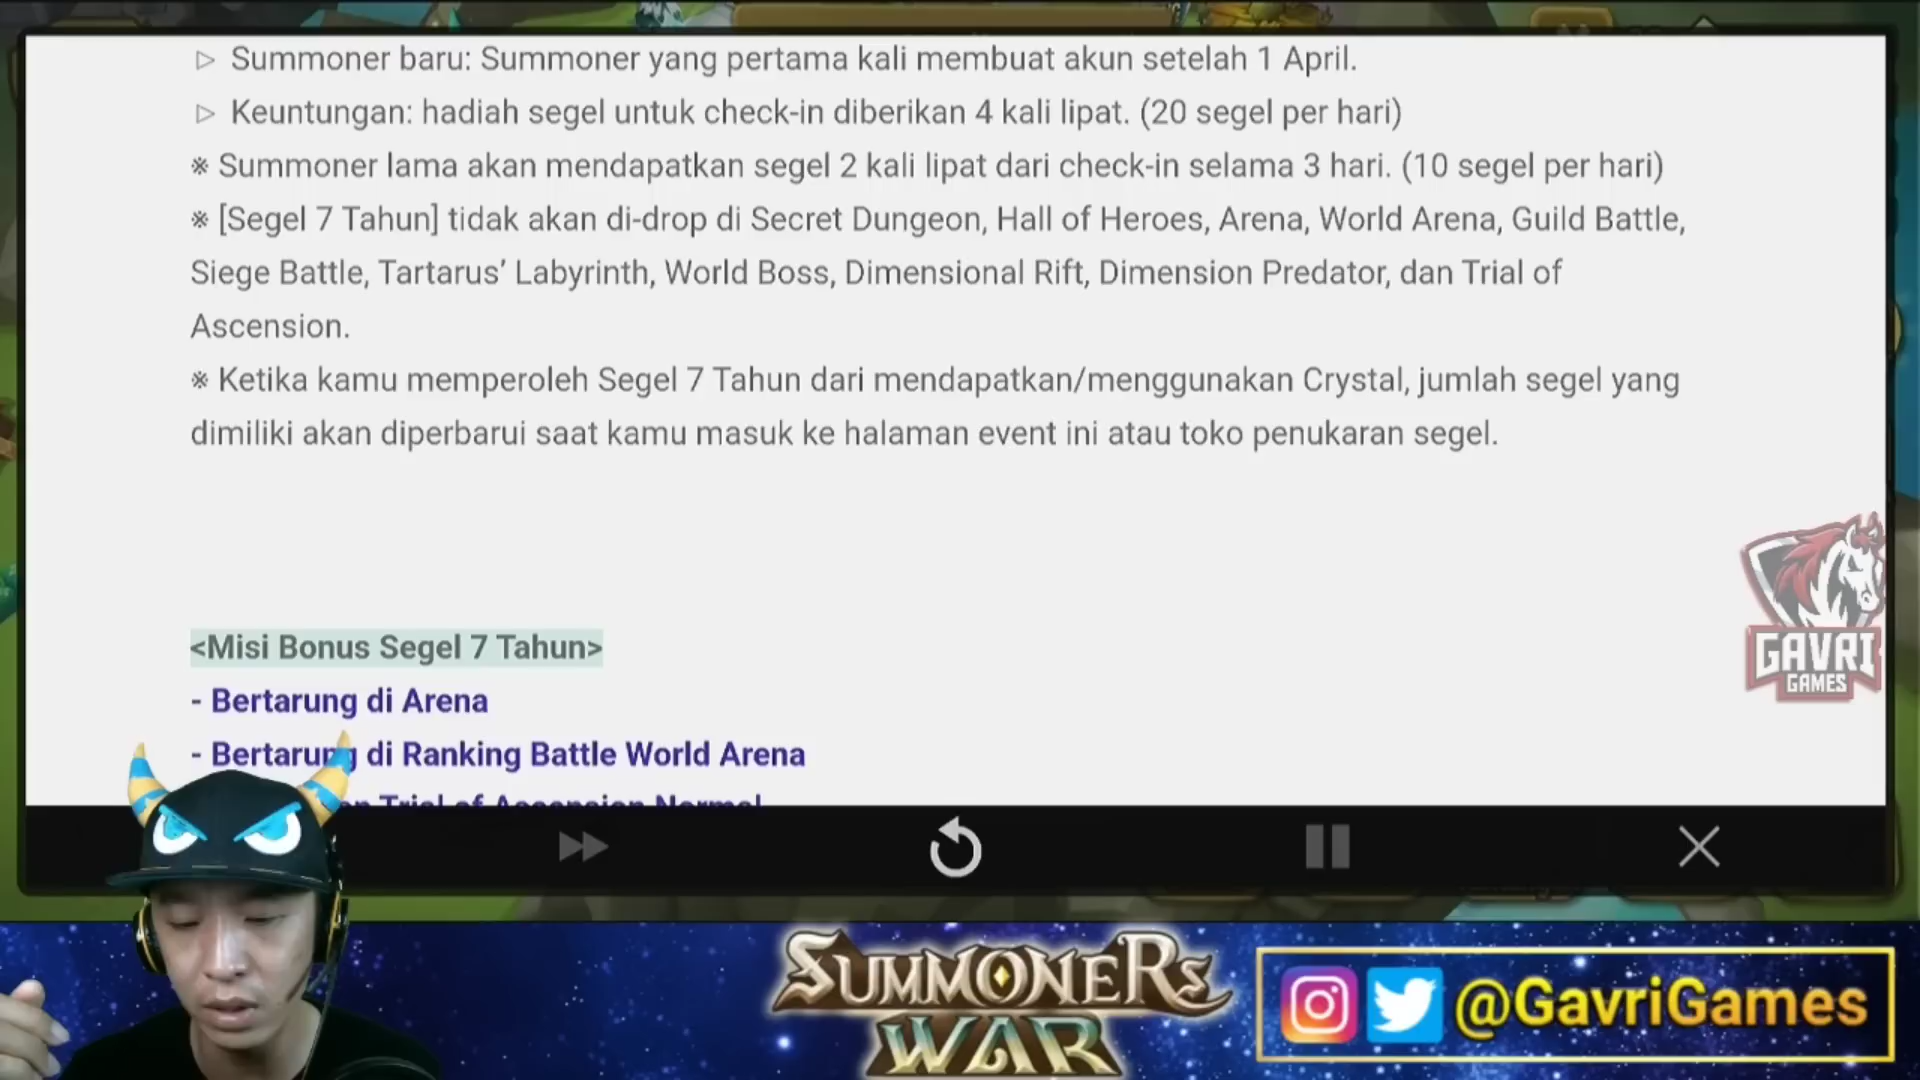 ▷ Summoner baru: Summoner yang pertama kali membuat akun setelah 1 April.
▷ Keuntungan: hadiah segel untuk check-in diberikan 4 kali lipat. (20 segel per hari)
※ Summoner lama akan mendapatkan segel 2 kali lipat dari check-in selama 3 hari. (10 segel per hari)
※ [Segel 7 Tahun] tidak akan di-drop di Secret Dungeon, Hall of Heroes, Arena, World Arena, Guild Battle,
Siege Battle, Tartarus’ Labyrinth, World Boss, Dimensional Rift, Dimension Predator, dan Trial of
Ascension.
※ Ketika kamu memperoleh Segel 7 Tahun dari mendapatkan/menggunakan Crystal, jumlah segel yang
dimiliki akan diperbarui saat kamu masuk ke halaman event ini atau toko penukaran segel.
<Misi Bonus Segel 7 Tahun>
- Bertarung di Arena
- Bertarung di Ranking Battle World Arena
Trial of Ascension Normal
GAVRI
GAMES
SUMMONERS
WAR
@GavriGames